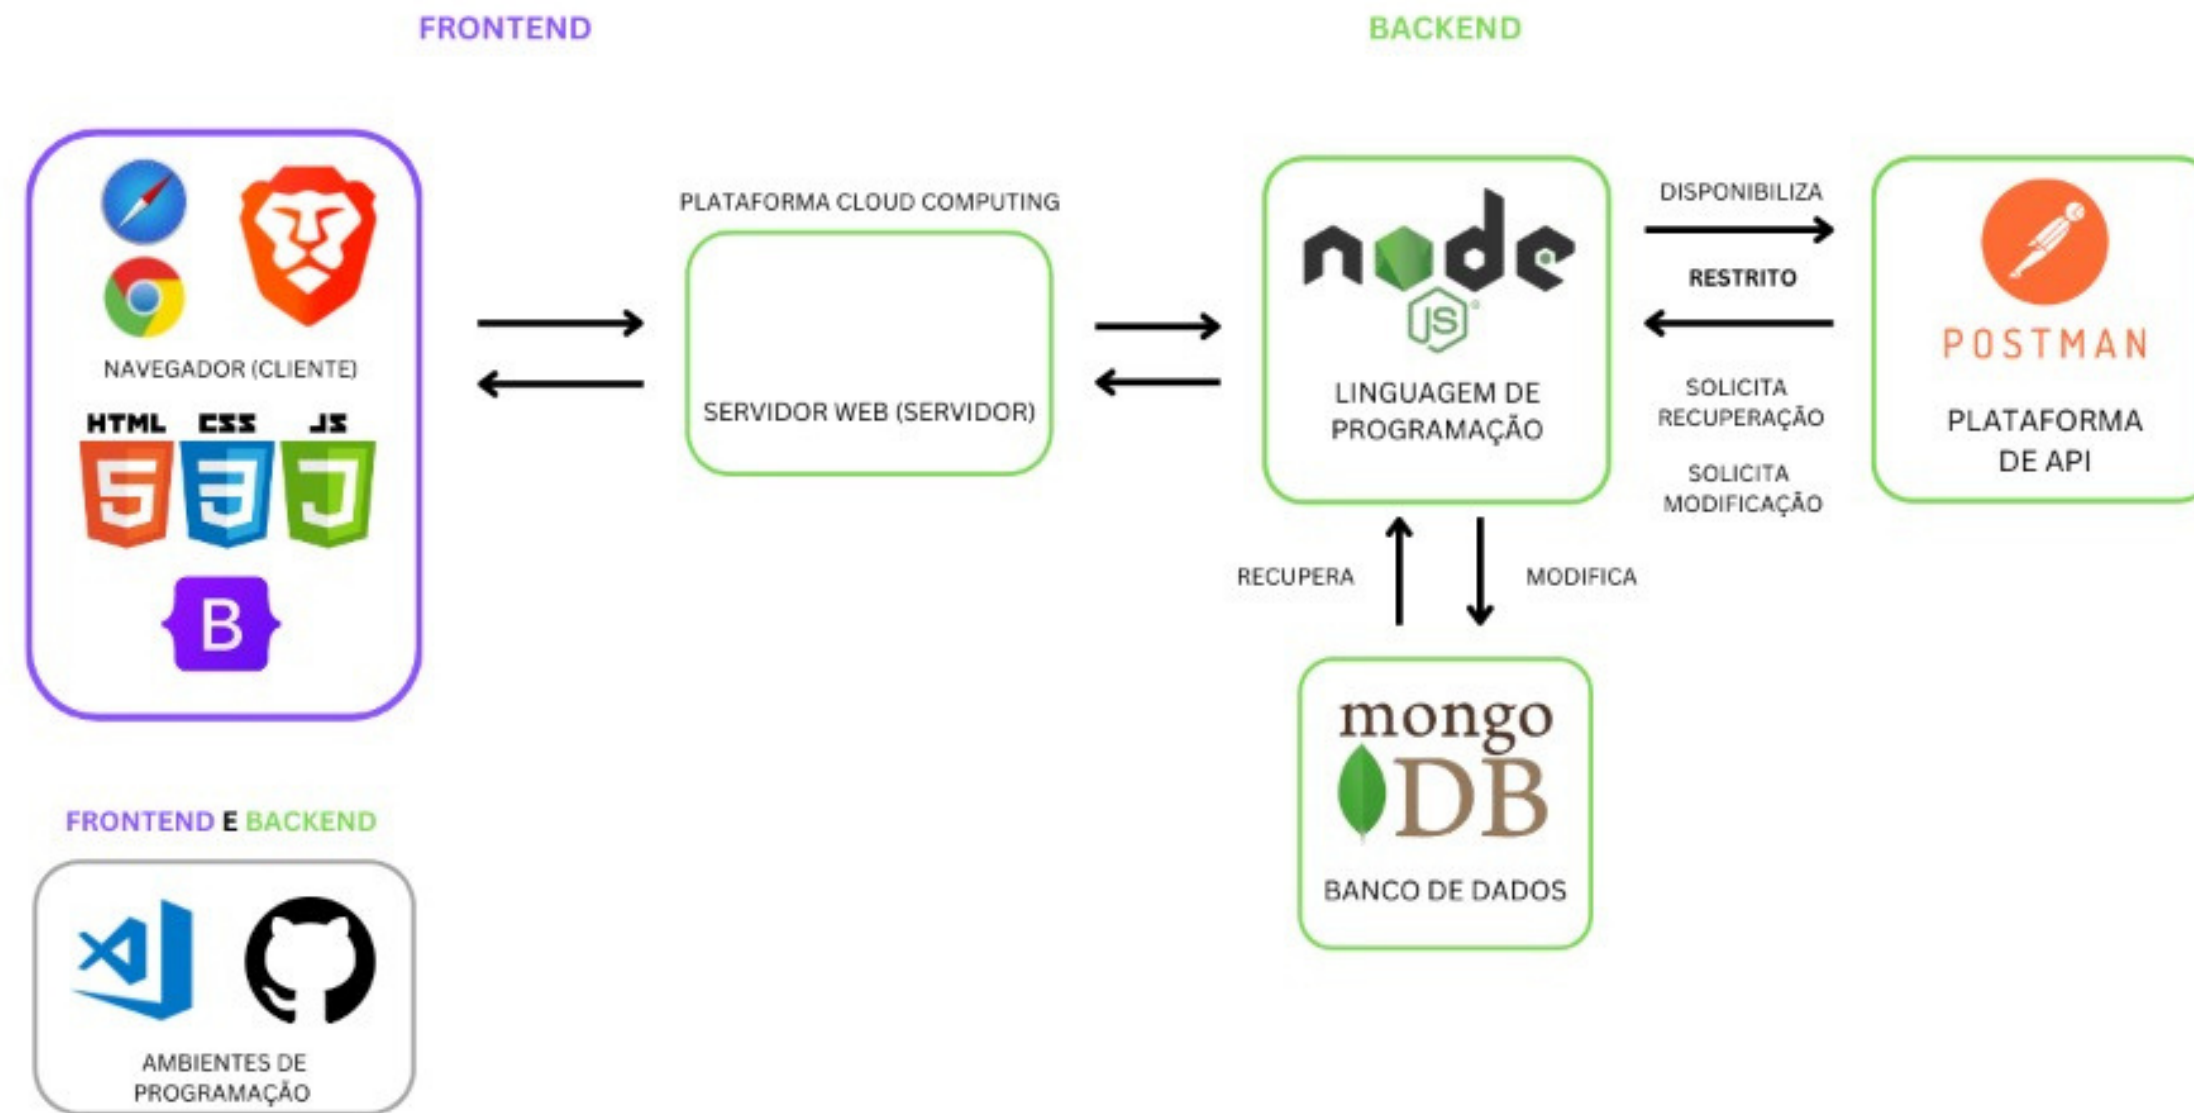 FRONTEND
BACKEND
NAVEGADOR (CLIENTE)
HTML CSS JS
5 3 J
B
PLATAFORMA CLOUD COMPUTING
SERVIDOR WEB (SERVIDOR)
node
JS
LINGUAGEM DE
PROGRAMAÇÃO
DISPONIBILIZA
RESTRITO
SOLICITA
RECUPERAÇÃO
SOLICITA
MODIFICAÇÃO
POSTMAN
PLATAFORMA
DE API
RECUPERA
MODIFICA
mongo
DB
BANCO DE DADOS
FRONTEND E BACKEND
AMBIENTES DE
PROGRAMAÇÃO